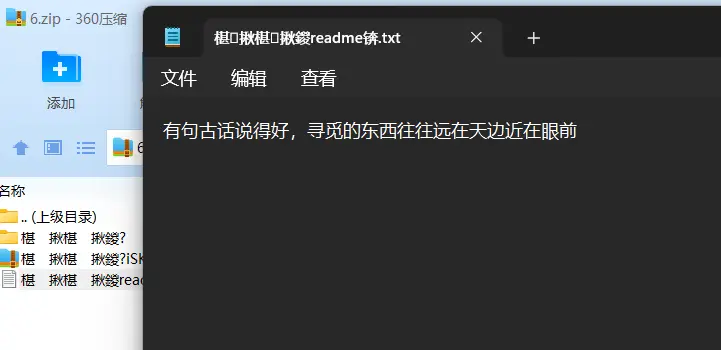 6.zip - 360压缩
添加
名称
.. (上级目录)
椹 揪椹 揪鍐?
椹 揪椹 揪鍐?iSK
椹 揪椹 揪鍐read
椹揪椹揪鍐readme锛.txt
文件 编辑 查看
有句古话说得好，寻觅的东西往往远在天边近在眼前